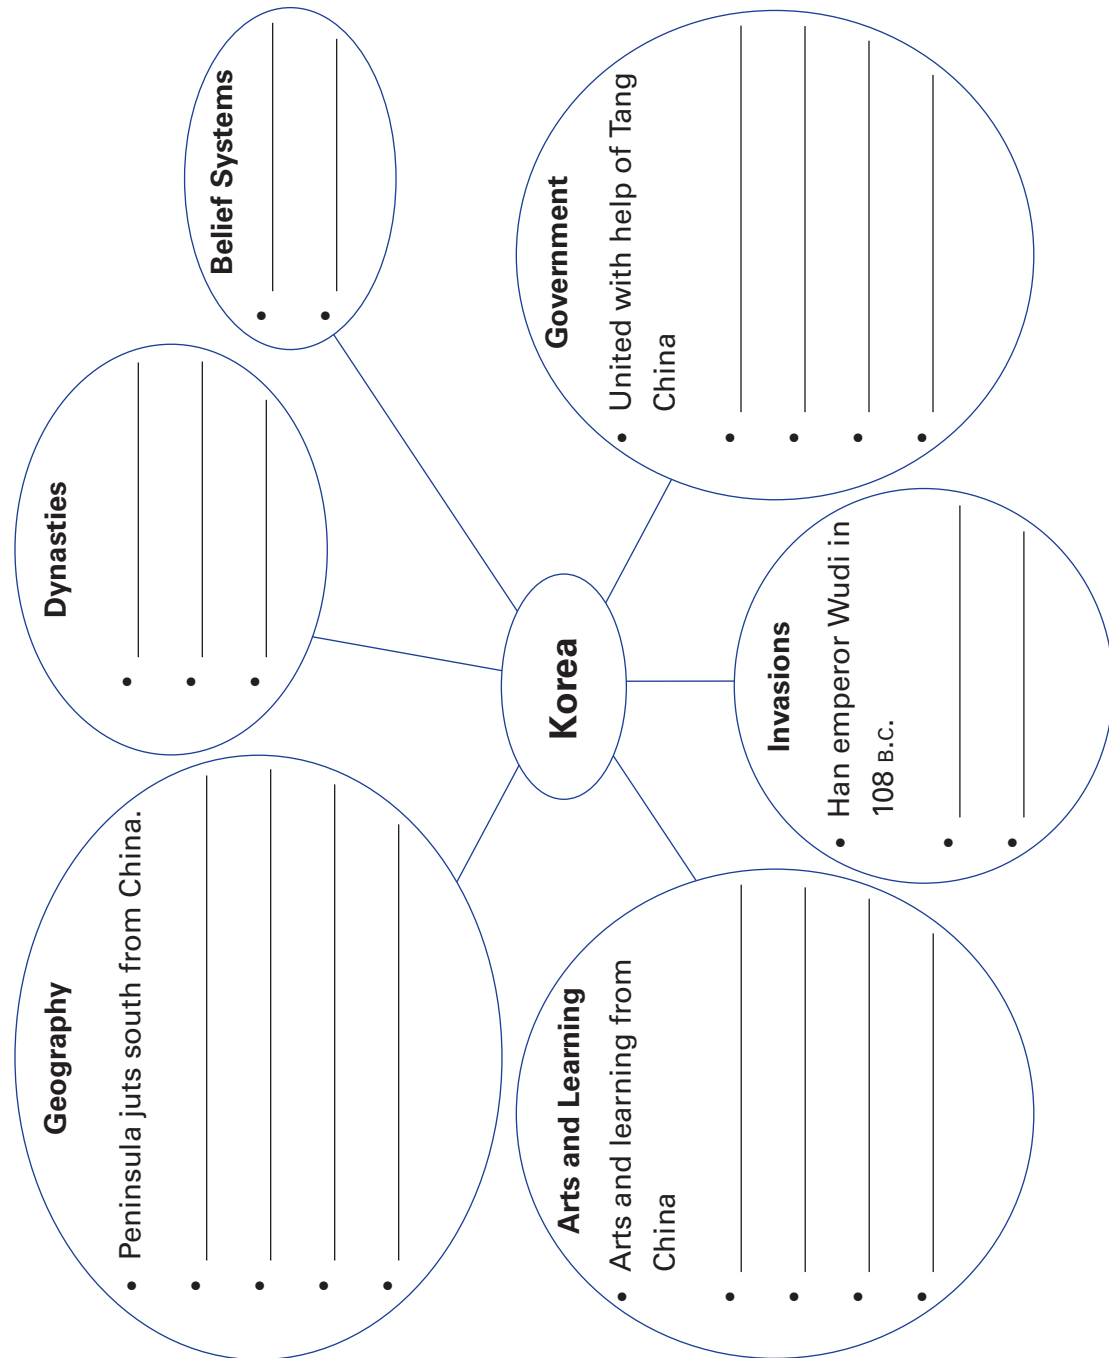 Geography
• Peninsula juts south from China.
•
•
•
•
Dynasties
•
•
•
Belief Systems
•
•
Korea
Arts and Learning
• Arts and learning from
China
•
•
•
•
Invasions
• Han emperor Wudi in
108 B.C.
•
•
Government
• United with help of Tang
China
•
•
•
•